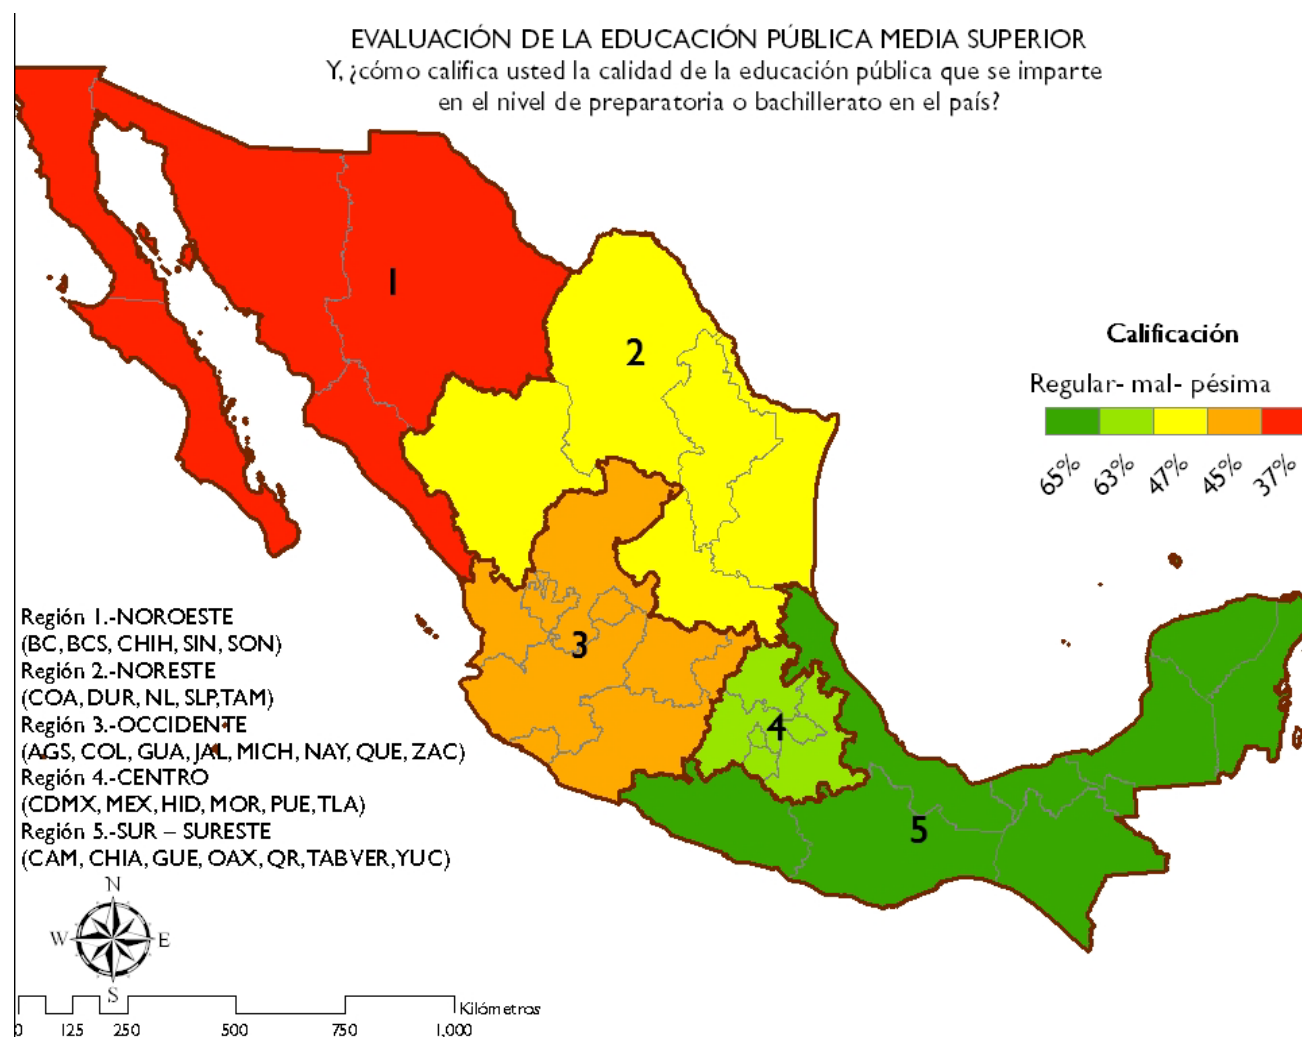 EVALUACIÓN DE LA EDUCACIÓN PÚBLICA MEDIA SUPERIOR
Y, ¿cómo califica usted la calidad de la educación pública que se imparte
en el nivel de preparatoria o bachillerato en el país?
1
2
Calificación
Regular- mal- pésima
65% 63% 47% 45% 37%
3
4
5
Región 1.-NOROESTE
(BC, BCS, CHIH, SIN, SON)
Región 2.-NORESTE
(COA, DUR, NL, SLP,TAM)
Región 3.-OCCIDENTE
(AGS, COL, GUA, JAL, MICH, NAY, QUE, ZAC)
Región 4.-CENTRO
(CDMX, MEX, HID, MOR, PUE, TLA)
Región 5.-SUR – SURESTE
(CAM, CHIA, GUE, OAX, QR, TABVER, YUC)
N
W E
S
Kilómetros
0 125 250 500 750 1,000